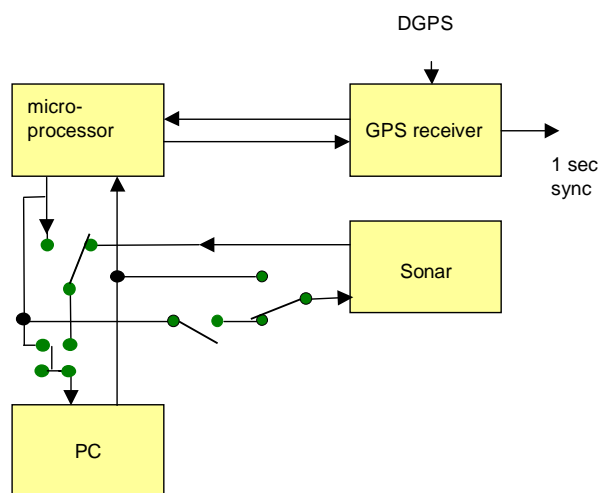 DGPS
micro-
processor
GPS receiver
1 sec
sync
Sonar
PC